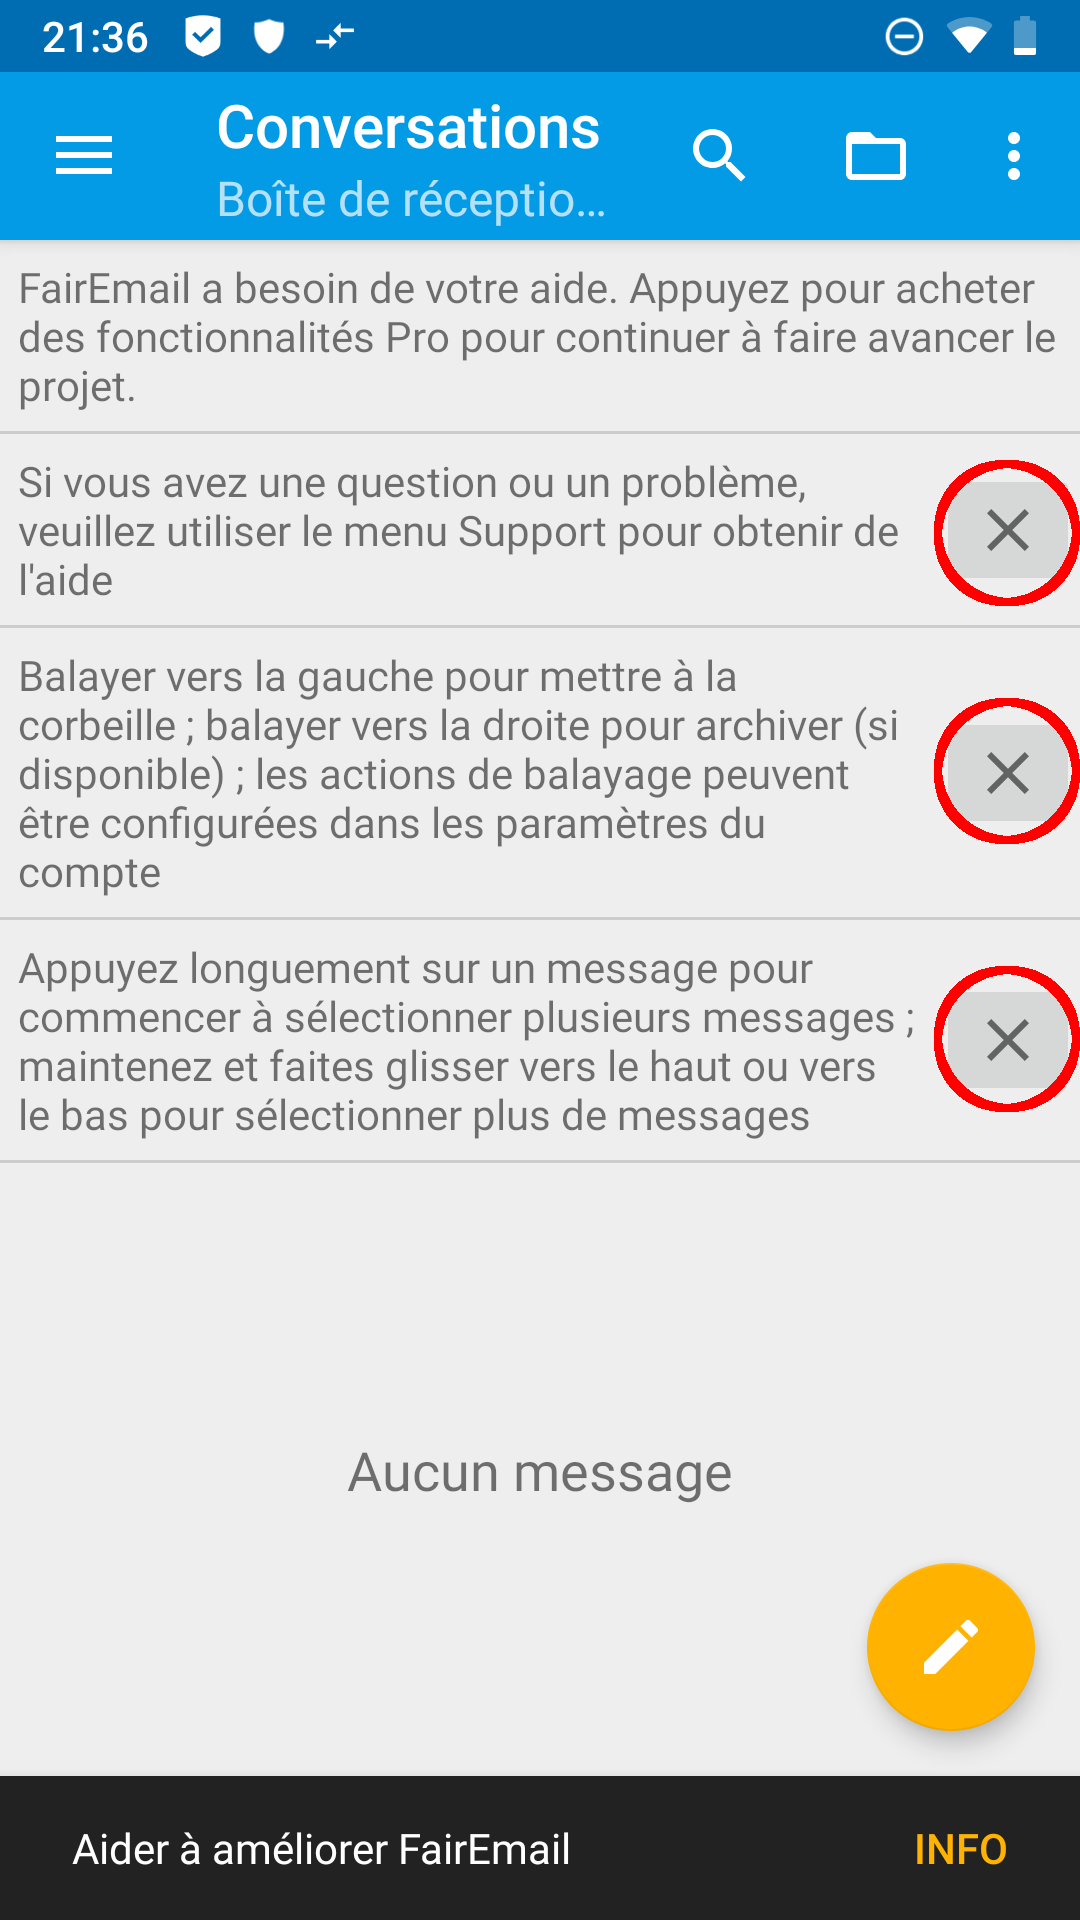 21:36
Conversations
Boîte de réceptio...
FairEmail a besoin de votre aide. Appuyez pour acheter
des fonctionnalités Pro pour continuer à faire avancer le
projet.
Si vous avez une question ou un problème,
veuillez utiliser le menu Support pour obtenir de
l'aide
Balayer vers la gauche pour mettre à la
corbeille ; balayer vers la droite pour archiver (si
disponible) ; les actions de balayage peuvent
être configurées dans les paramètres du
compte
Appuyez longuement sur un message pour
commencer à sélectionner plusieurs messages ;
maintenez et faites glisser vers le haut ou vers
le bas pour sélectionner plus de messages
Aucun message
Aider à améliorer FairEmail
INFO